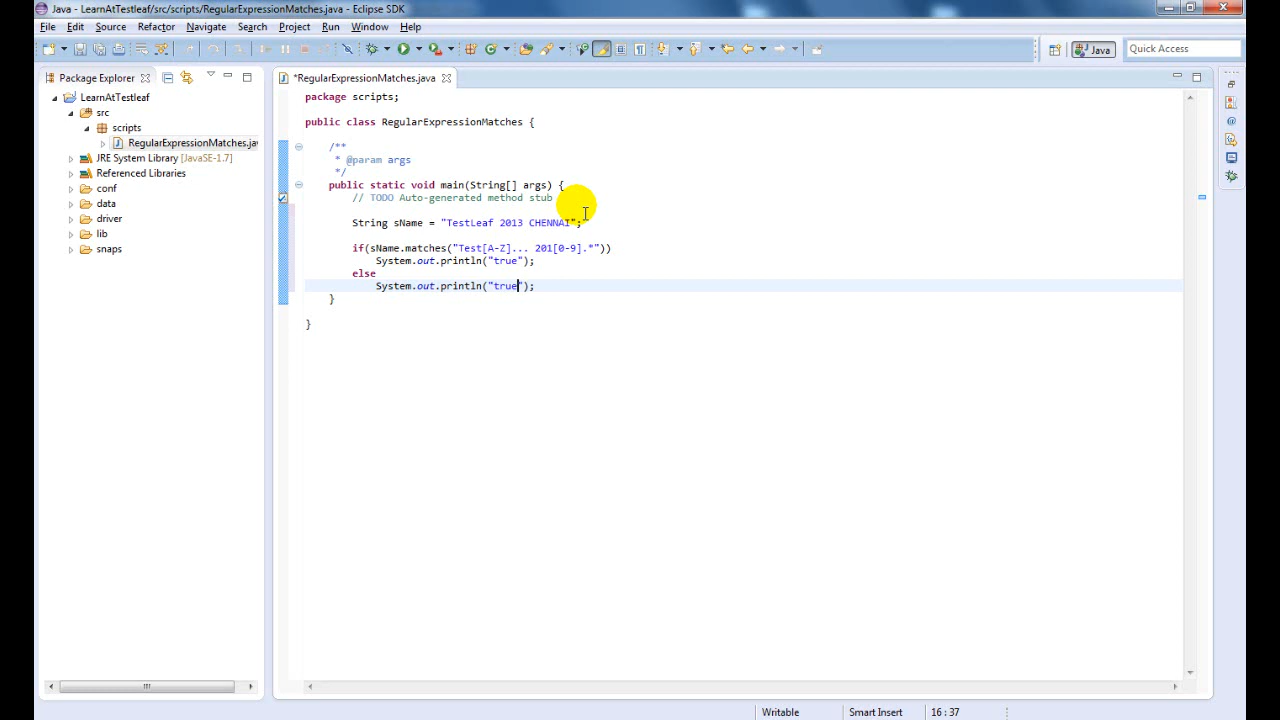 Java - LearnAtTestleaf/src/scripts/RegularExpressionMatches.java - Eclipse SDK
File Edit Source Refactor Navigate Search Project Run Window Help
Java
Quick Access
Package Explorer
LearnAtTestleaf
src
scripts
RegularExpressionMatches.java
JRE System Library [JavaSE-1.7]
Referenced Libraries
conf
data
driver
lib
snaps
*RegularExpressionMatches.java
package scripts;
public class RegularExpressionMatches {
/**
* @param args
*/
public static void main(String[] args) {
// TODO Auto-generated method stub
String sName = "TestLeaf 2013 CHENNAI";
if(sName.matches("Test[A-Z]... 201[0-9].*"))
System.out.println("true");
else
System.out.println("true");
}
}
Writable
Smart Insert
16 : 37